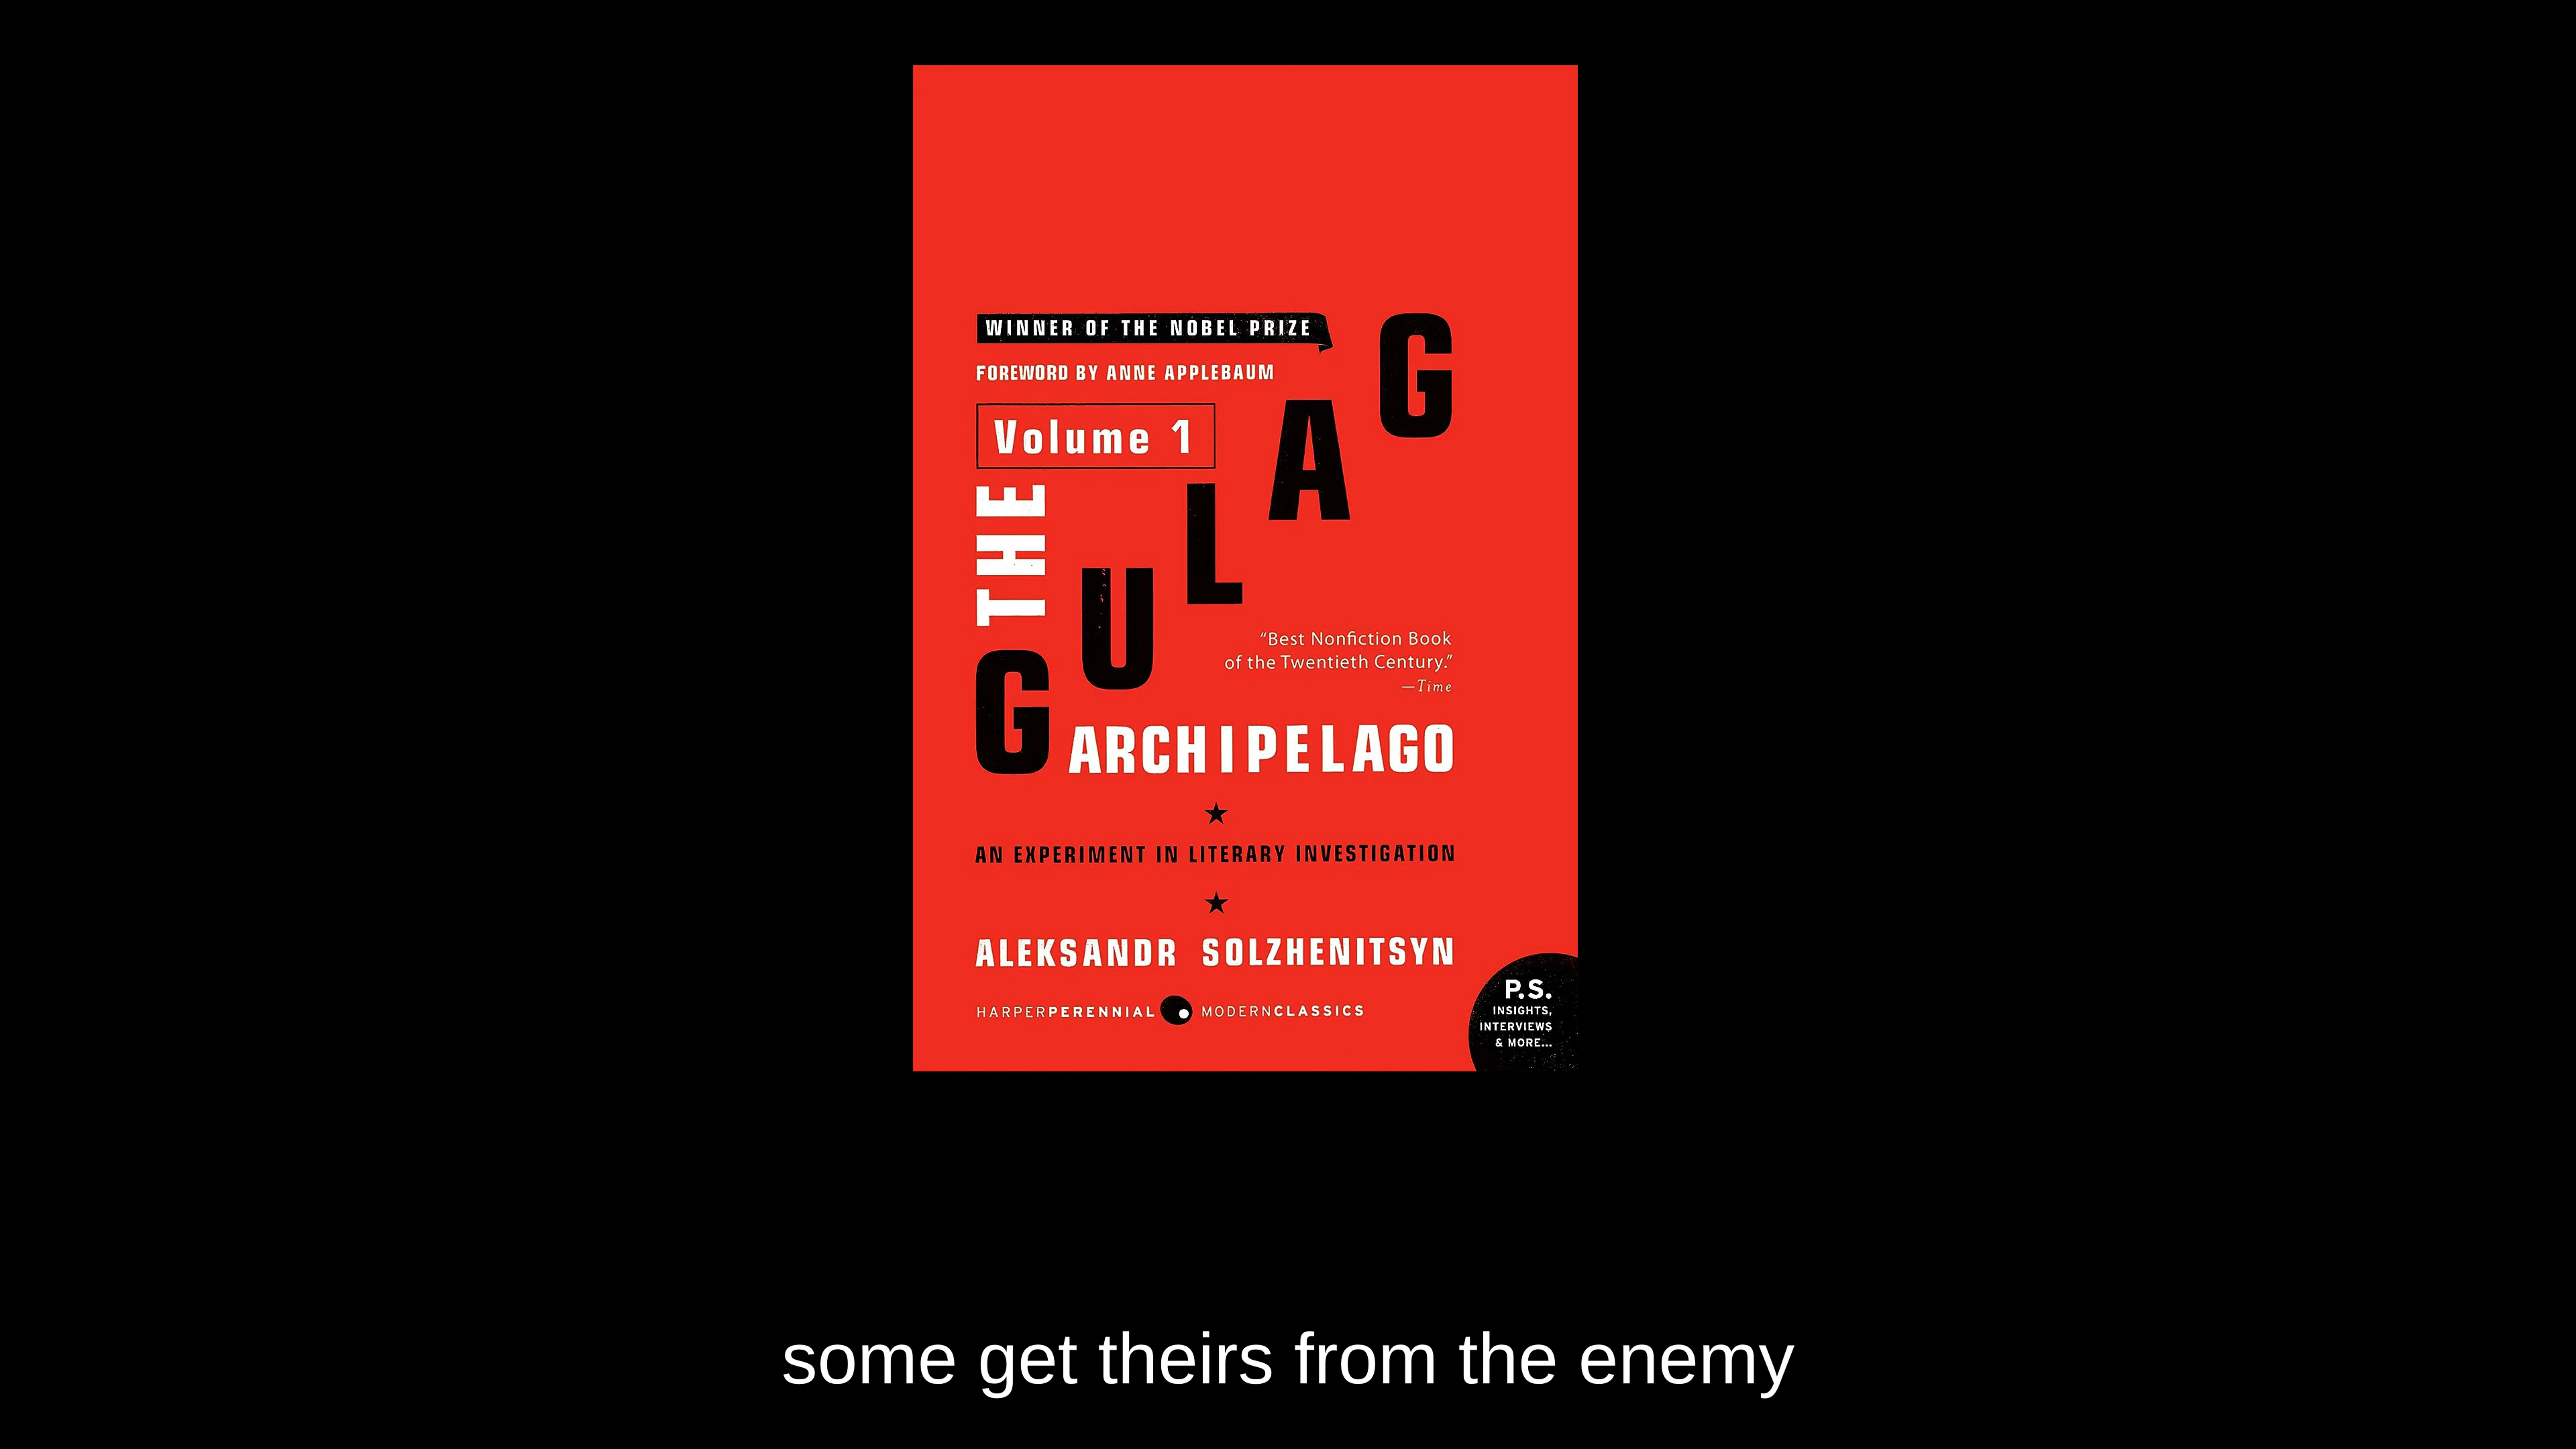 WINNER OF THE NOBEL PRIZE
FOREWORD BY ANNE APPLEBAUM
Volume 1
THE
GULAG
“Best Nonfiction Book
of the Twentieth Century.”
—Time
ARCHIPELAGO
AN EXPERIMENT IN LITERARY INVESTIGATION
ALEKSANDR SOLZHENITSYN
HARPERPERENNIAL MODERNCLASSICS
P.S.
INSIGHTS,
INTERVIEWS
& MORE...
some get theirs from the enemy